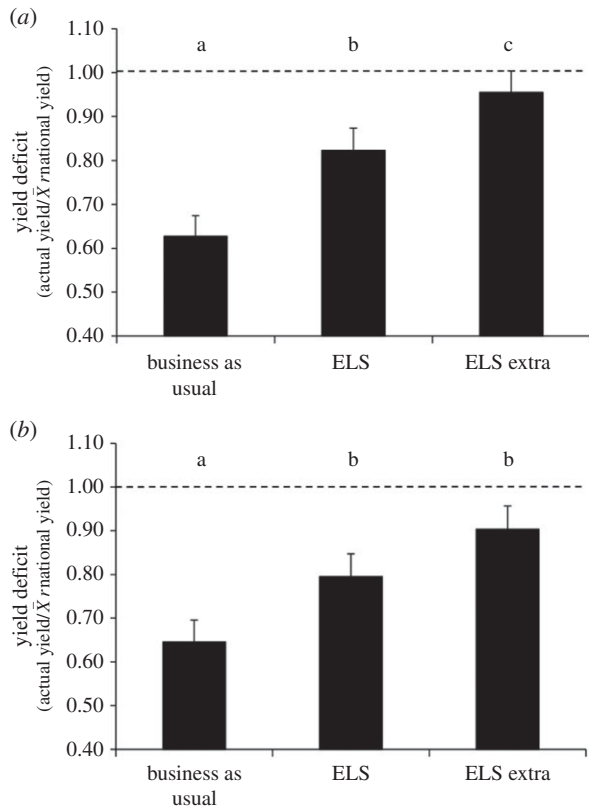 (a)
1.10
1.00
0.90
0.80
0.70
0.60
0.50
0.40
yield deficit
(actual yield/X̄ rnational yield)
a b c
business as usual
ELS
ELS extra
(b)
1.10
1.00
0.90
0.80
0.70
0.60
0.50
0.40
yield deficit
(actual yield/X̄ rnational yield)
a b b
business as
usual
ELS
ELS extra